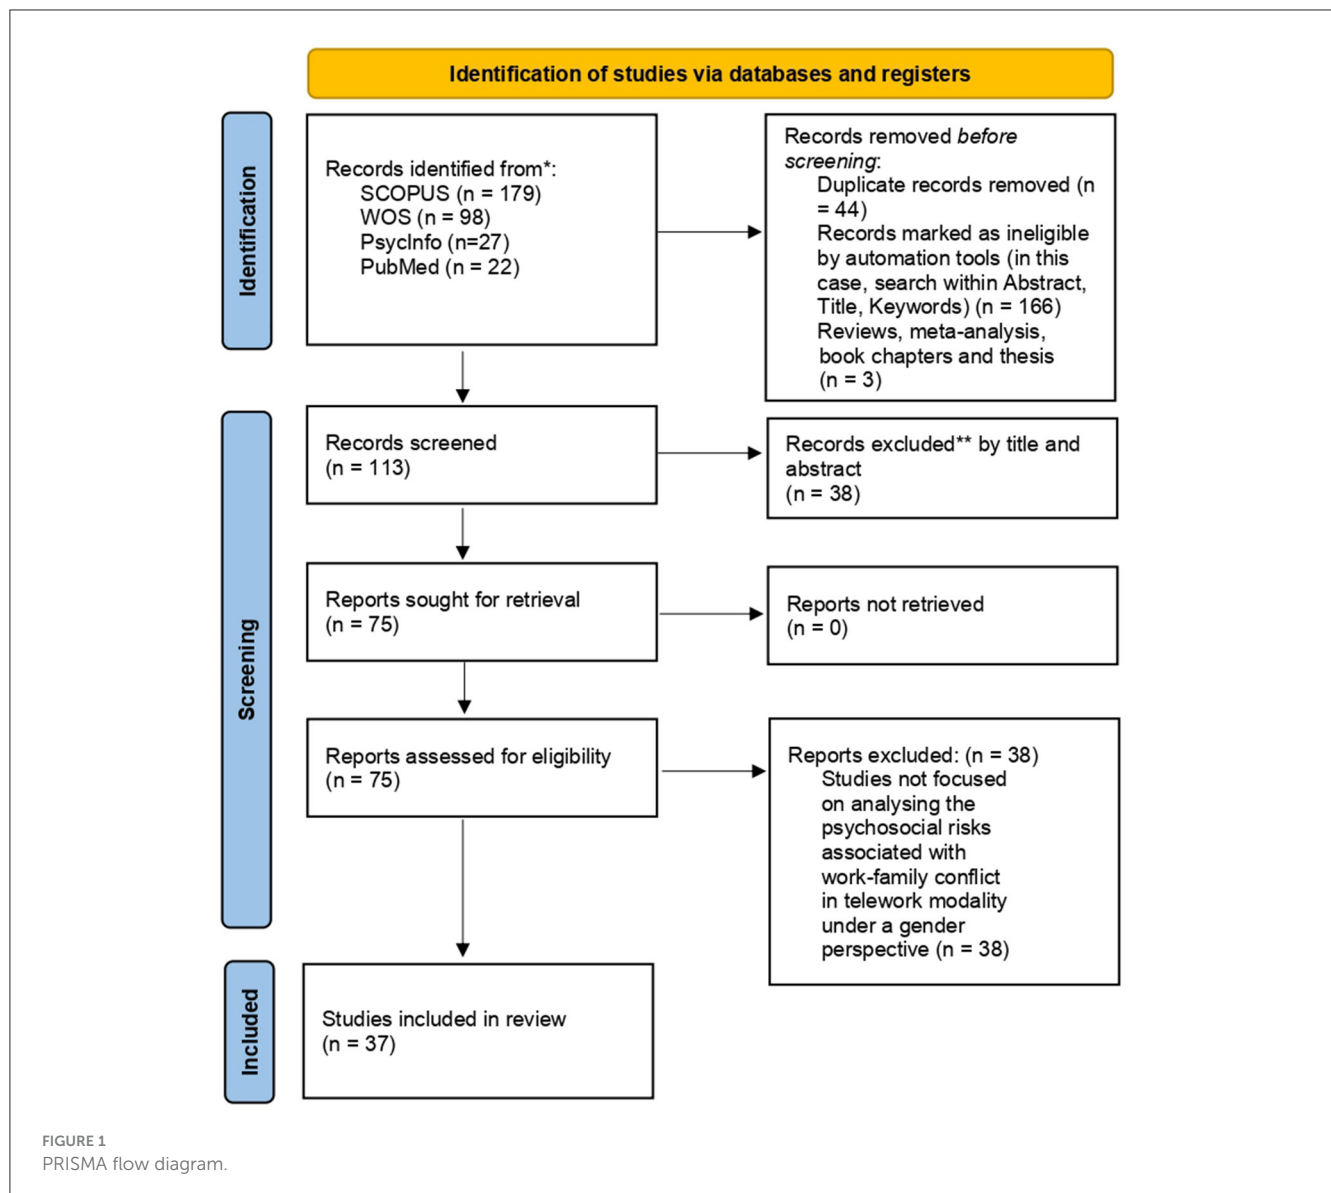 Identification of studies via databases and registers
Identification
Records identified from*:
SCOPUS (n = 179)
WOS (n = 98)
PsycInfo (n=27)
PubMed (n = 22)
Records removed before
screening:
Duplicate records removed (n
= 44)
Records marked as ineligible
by automation tools (in this
case, search within Abstract,
Title, Keywords) (n = 166)
Reviews, meta-analysis,
book chapters and thesis
(n = 3)
Screening
Records screened
(n = 113)
Records excluded** by title and
abstract
(n = 38)
Reports sought for retrieval
(n = 75)
Reports not retrieved
(n = 0)
Reports assessed for eligibility
(n = 75)
Reports excluded: (n = 38)
Studies not focused
on analysing the
psychosocial risks
associated with
work-family conflict
in telework modality
under a gender
perspective (n = 38)
Included
Studies included in review
(n = 37)
FIGURE 1
PRISMA flow diagram.